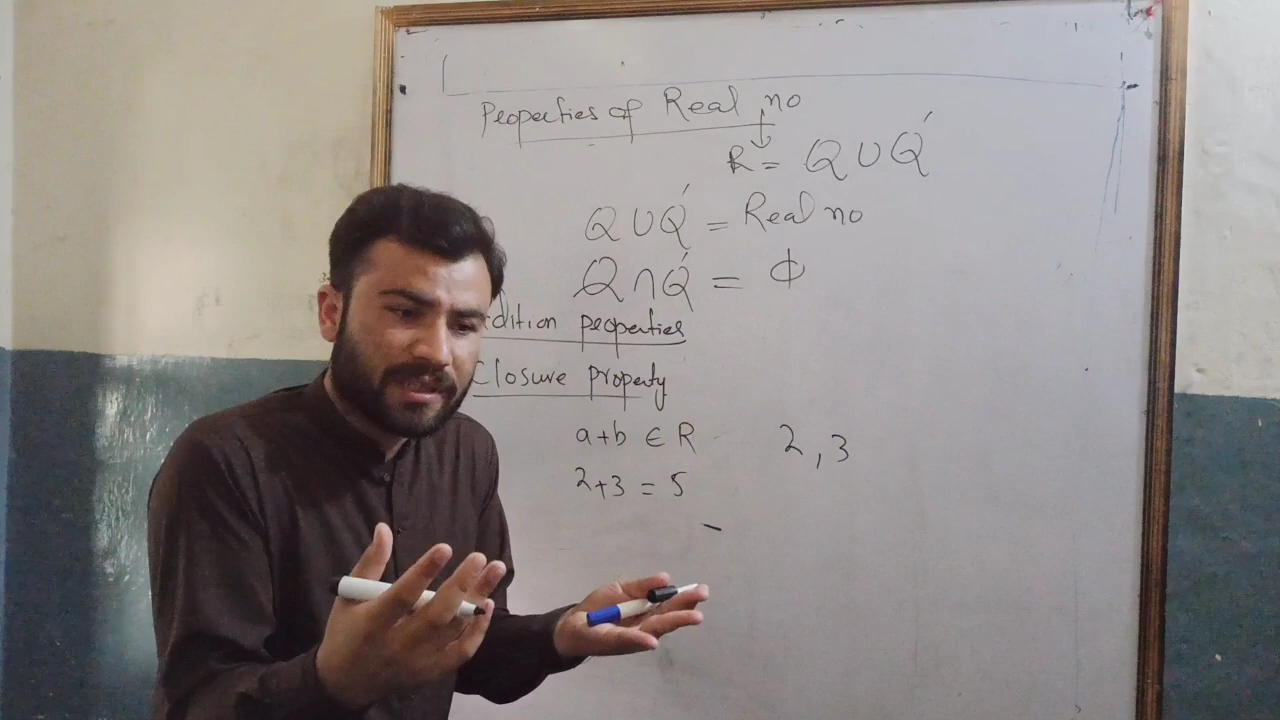 Properties of Real no
R = Q ∪ Q′
Q ∪ Q′ = Real no
Q ∩ Q′ = ϕ
dition properties
Closure property
a+b ∈ R 2,3
2+3 = 5